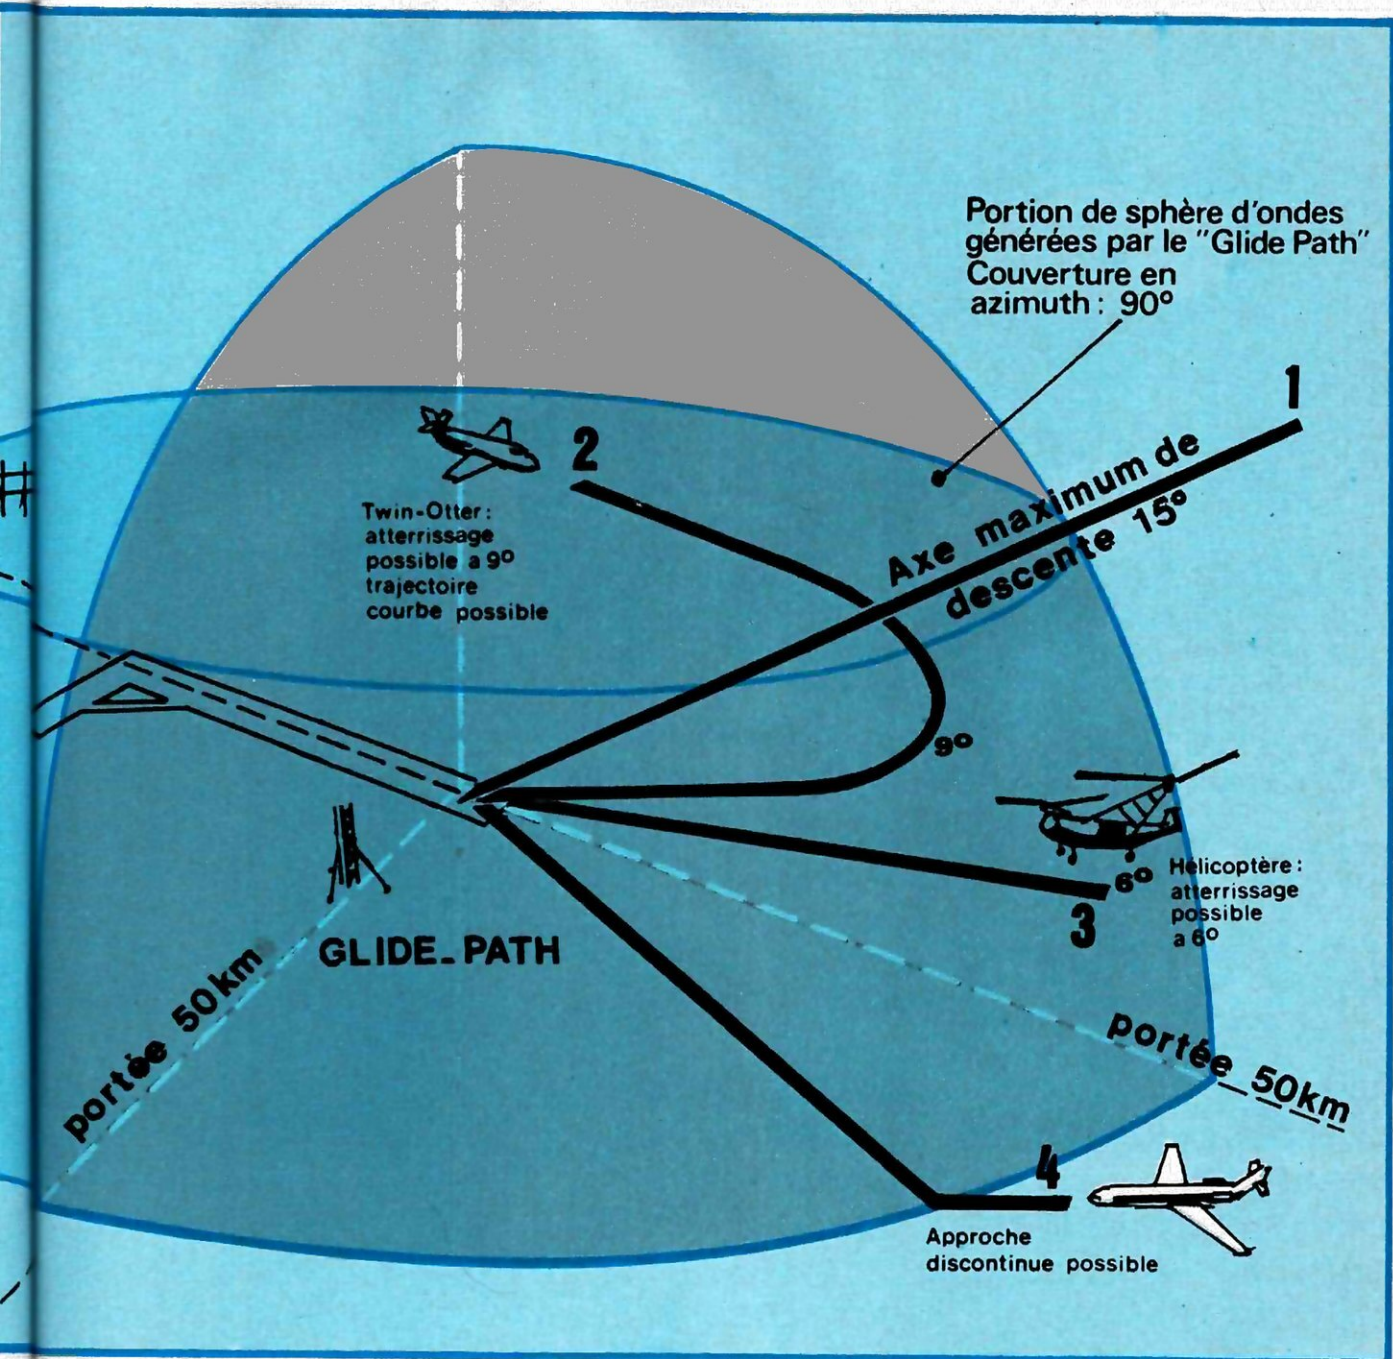 Portion de sphère d'ondes
générées par le "Glide Path"
Couverture en
azimuth : 90°
1
Axe maximum de
descente 15°
2
Twin-Otter :
atterrissage
possible a 9°
trajectoire
courbe possible
9°
Hélicoptère :
atterrissage
possible
a 6°
6°
3
GLIDE_PATH
portée 50km
portée 50km
4
Approche
discontinue possible